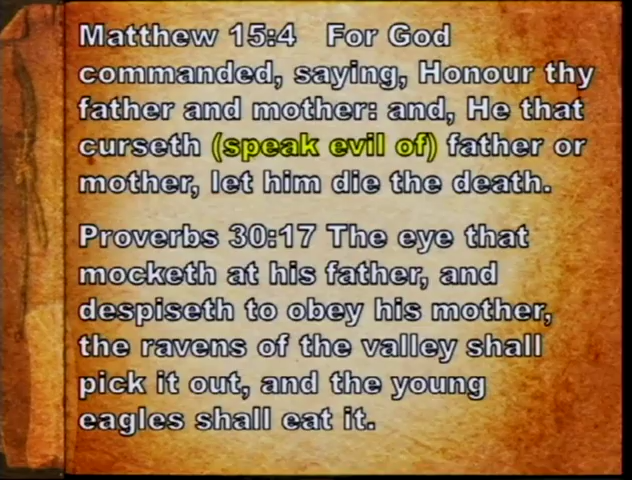 Matthew 15:4 For God
commanded, saying, Honour thy
father and mother: and, He that
curseth (speak evil of) father or
mother, let him die the death.
Proverbs 30:17 The eye that
mocketh at his father, and
despiseth to obey his mother,
the ravens of the valley shall
pick it out, and the young
eagles shall eat it.